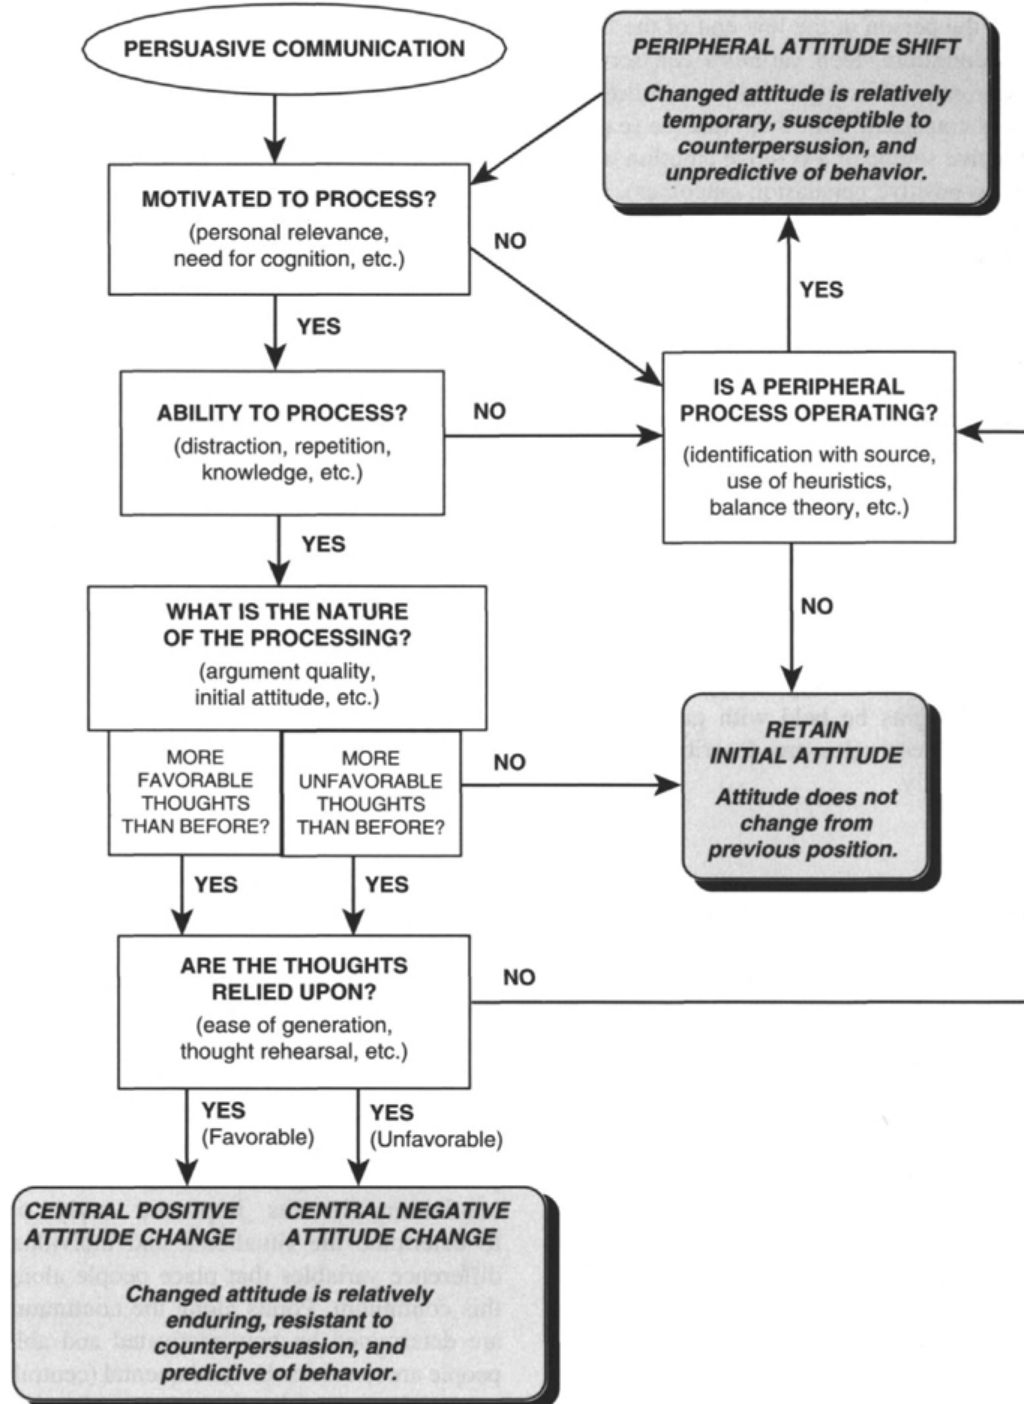 PERSUASIVE COMMUNICATION
PERIPHERAL ATTITUDE SHIFT
Changed attitude is relatively
temporary, susceptible to
counterpersusion, and
unpredictive of behavior.
MOTIVATED TO PROCESS?
(personal relevance,
need for cognition, etc.)
NO
YES
YES
ABILITY TO PROCESS?
(distraction, repetition,
knowledge, etc.)
NO
IS A PERIPHERAL
PROCESS OPERATING?
(identification with source,
use of heuristics,
balance theory, etc.)
YES
NO
WHAT IS THE NATURE
OF THE PROCESSING?
(argument quality,
initial attitude, etc.)
MORE
FAVORABLE
THOUGHTS
THAN BEFORE?
MORE
UNFAVORABLE
THOUGHTS
THAN BEFORE?
NO
RETAIN
INITIAL ATTITUDE
Attitude does not
change from
previous position.
YES
YES
ARE THE THOUGHTS
RELIED UPON?
(ease of generation,
thought rehearsal, etc.)
NO
YES
(Favorable)
YES
(Unfavorable)
CENTRAL POSITIVE
ATTITUDE CHANGE
CENTRAL NEGATIVE
ATTITUDE CHANGE
Changed attitude is relatively
enduring, resistant to
counterpersuasion, and
predictive of behavior.